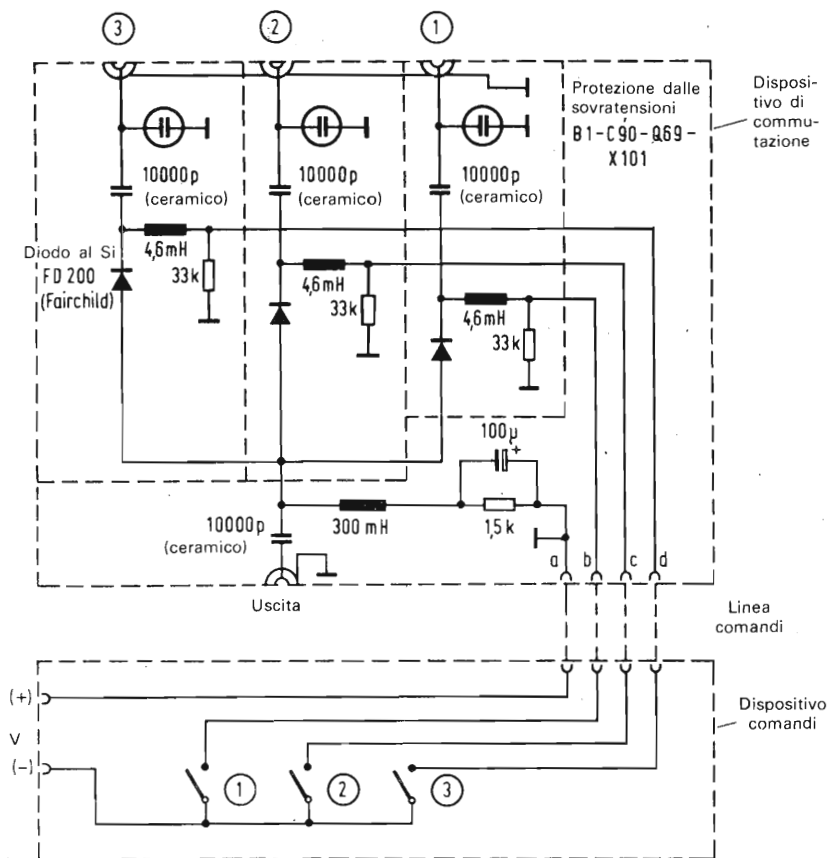 3
2
1
Protezione dalle
sovratensioni
B1-C90-Q69-
X101
Disposi-
tivo di
commu-
tazione
10000p
(ceramico)
10000p
(ceramico)
10000p
(ceramico)
Diodo al Si
FD 200
(Fairchild)
4,6mH
33k
4,6mH
33k
4,6mH
33k
100μ
+
10000p
(ceramico)
300 mH
1,5k
a
b
c
d
Uscita
Linea
comandi
(+)
V
(-)
1
2
3
Dispositivo
comandi